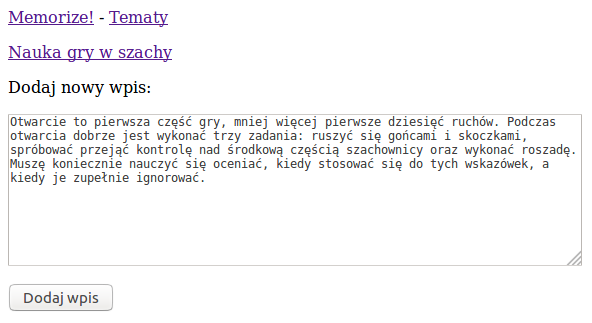 Memorize! - Tematy
Nauka gry w szachy
Dodaj nowy wpis:
Otwarcie to pierwsza część gry, mniej więcej pierwsze dziesięć ruchów. Podczas
otwarcia dobrze jest wykonać trzy zadania: ruszyć się gońcami i skoczkami,
spróbować przejąć kontrolę nad środkową częścią szachownicy oraz wykonać roszadę.
Muszę koniecznie nauczyć się oceniać, kiedy stosować się do tych wskazówek, a
kiedy je zupełnie ignorować.
Dodaj wpis